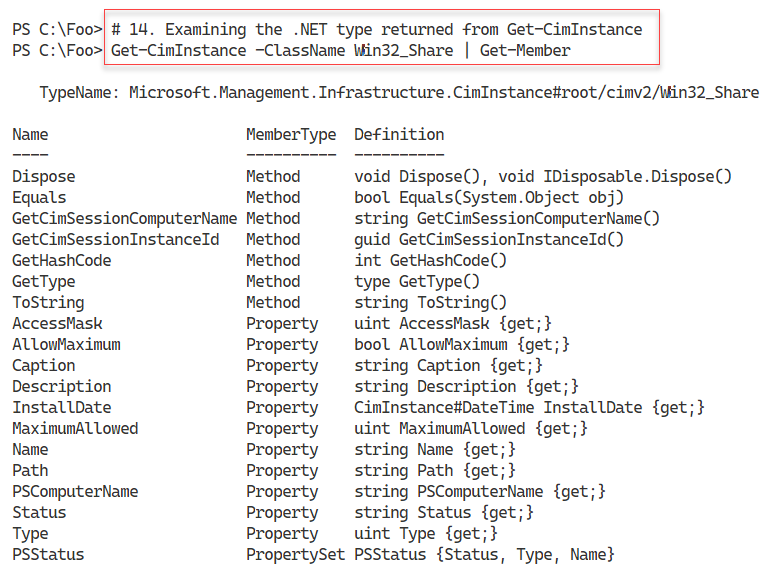 PS C:\Foo> # 14. Examining the .NET type returned from Get-CimInstance
PS C:\Foo> Get-CimInstance -ClassName Win32_Share | Get-Member

   TypeName: Microsoft.Management.Infrastructure.CimInstance#root/cimv2/Win32_Share

Name                      MemberType  Definition
----                      ----------  ----------
Dispose                   Method      void Dispose(), void IDisposable.Dispose()
Equals                    Method      bool Equals(System.Object obj)
GetCimSessionComputerName Method      string GetCimSessionComputerName()
GetCimSessionInstanceId   Method      guid GetCimSessionInstanceId()
GetHashCode               Method      int GetHashCode()
GetType                   Method      type GetType()
ToString                  Method      string ToString()
AccessMask                Property    uint AccessMask {get;}
AllowMaximum              Property    bool AllowMaximum {get;}
Caption                   Property    string Caption {get;}
Description               Property    string Description {get;}
InstallDate               Property    CimInstance#DateTime InstallDate {get;}
MaximumAllowed            Property    uint MaximumAllowed {get;}
Name                      Property    string Name {get;}
Path                      Property    string Path {get;}
PSComputerName            Property    string PSComputerName {get;}
Status                    Property    string Status {get;}
Type                      Property    uint Type {get;}
PSStatus                  PropertySet PSStatus {Status, Type, Name}